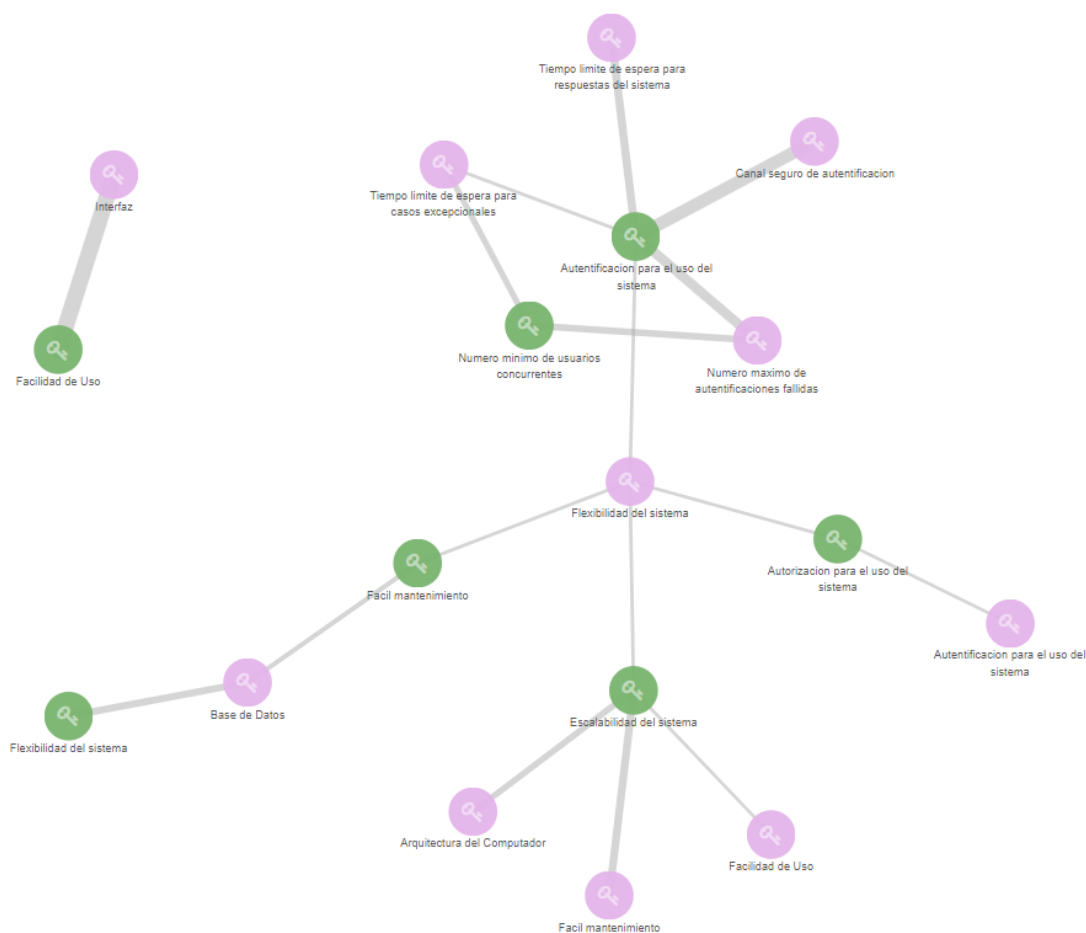 Tiempo limite de espera para
respuestas del sistema
Canal seguro de autentificacion
Interfaz
Tiempo limite de espera para
casos excepcionales
Autentificacion para el uso del
sistema
Numero minimo de usuarios
concurrentes
Numero maximo de
autentificaciones fallidas
Facilidad de Uso
Flexibilidad del sistema
Autorizacion para el uso del
sistema
Facil mantenimiento
Autentificacion para el uso del
sistema
Base de Datos
Escalabilidad del sistema
Flexibilidad del sistema
Arquitectura del Computador
Facilidad de Uso
Facil mantenimiento